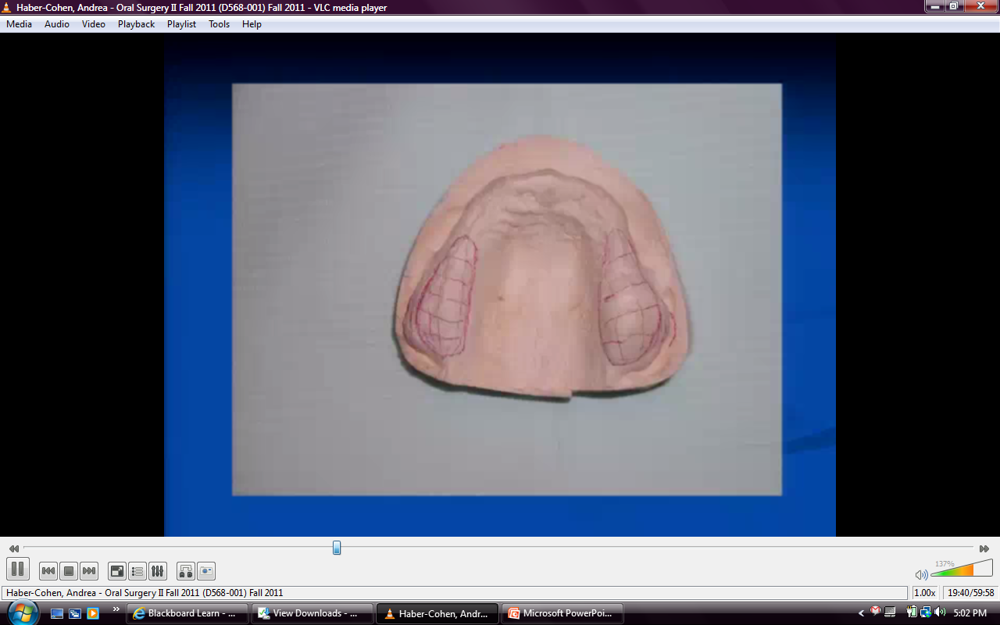 Haber-Cohen, Andrea - Oral Surgery II Fall 2011 (D568-001) Fall 2011 - VLC media player
Media Audio Video Playback Playlist Tools Help
137%
Haber-Cohen, Andrea - Oral Surgery II Fall 2011 (D568-001) Fall 2011 1.00x 19:40/59:58
» Blackboard Learn - ... View Downloads - ... Haber-Cohen, Andr... Microsoft PowerPoi... < 5:02 PM